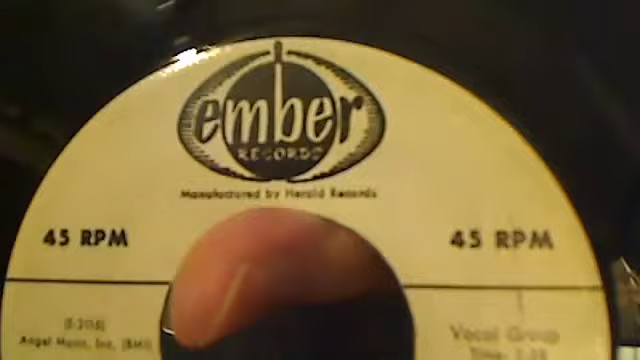 ember
RECORDS
Manufactured by Herald Records
45 RPM
45 RPM
Angel Music, Inc. (BMI)
Vocal Group